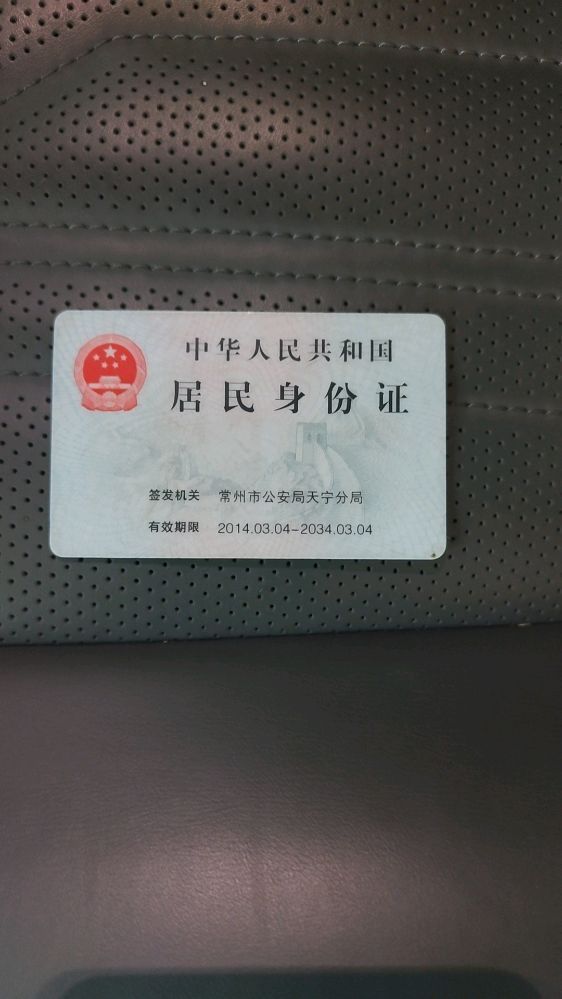 中华人民共和国
居民身份证
签发机关 常州市公安局天宁分局
有效期限 2014.03.04-2034.03.04